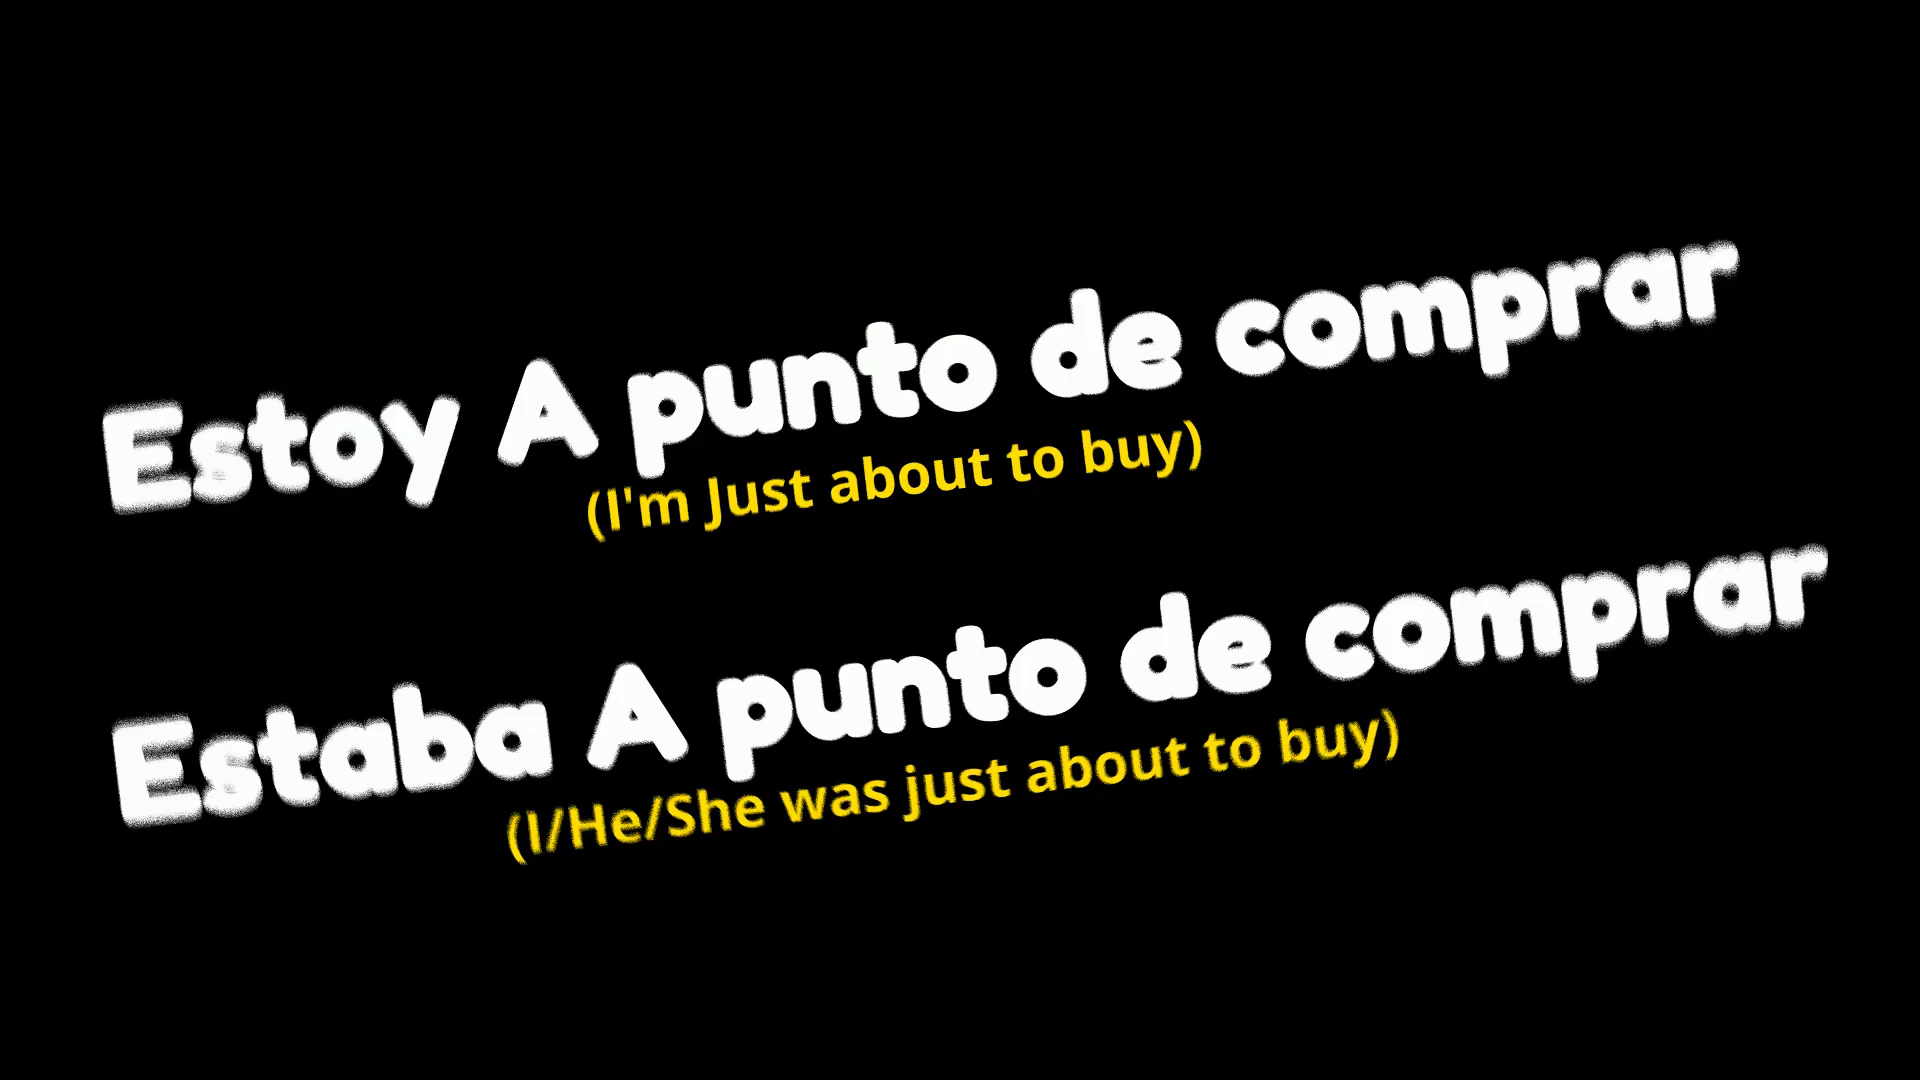 Estoy A punto de comprar
(I'm Just about to buy)
Estaba A punto de comprar
(I/He/She was just about to buy)